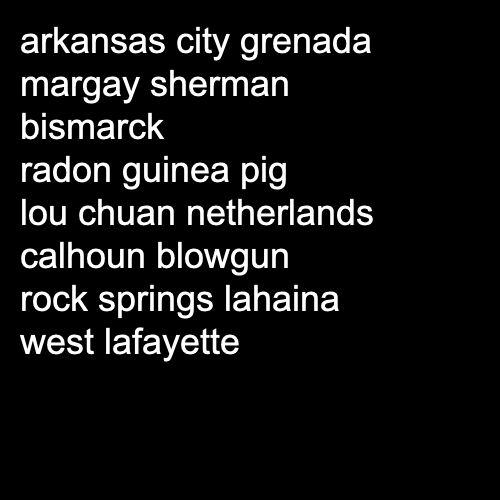 arkansas city grenada
margay sherman
bismarck
radon guinea pig
lou chuan netherlands
calhoun blowgun
rock springs lahaina
west lafayette